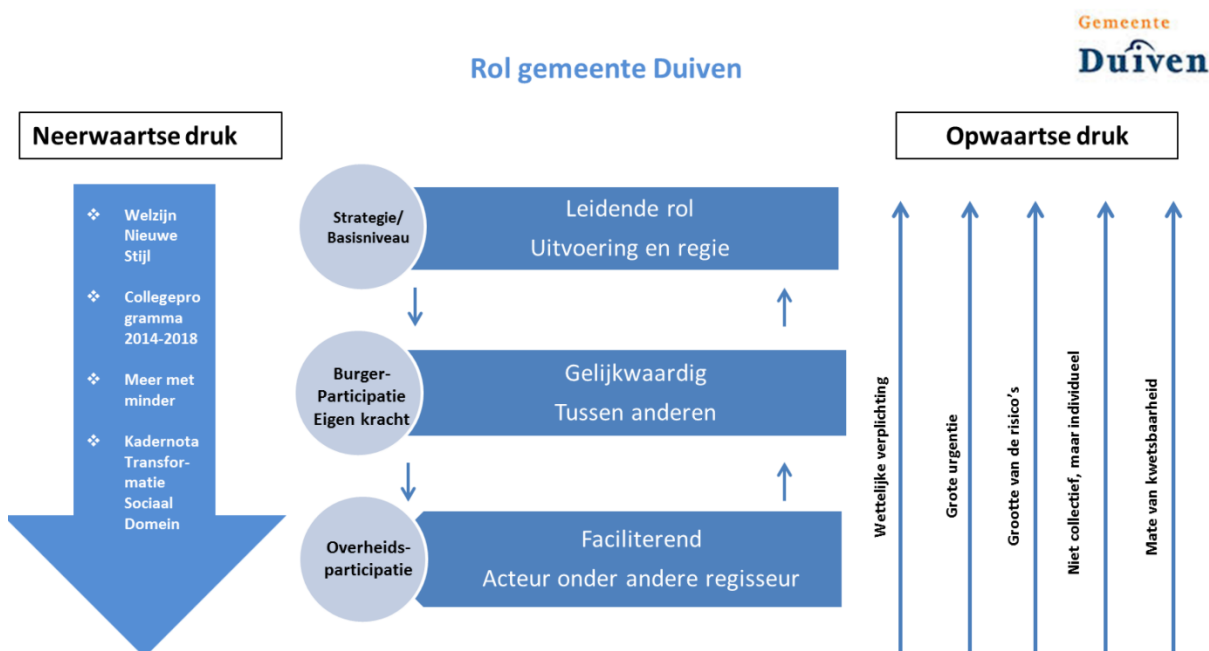 Gemeente
Duiven
Rol gemeente Duiven
Neerwaartse druk
❖ Welzijn
Nieuwe
Stijl
❖ Collegepro
gramma
2014-2018
❖ Meer met
minder
❖ Kadernota
Transfor-
matie
Sociaal
Domein
Strategie/
Basisniveau
Leidende rol
Uitvoering en regie
Burger-
Participatie
Eigen kracht
Gelijkwaardig
Tussen anderen
Overheids-
participatie
Faciliterend
Acteur onder andere regisseur
Opwaartse druk
Wettelijke verplichting
Grote urgentie
Grootte van de risico's
Niet collectief, maar individueel
Mate van kwetsbaarheid